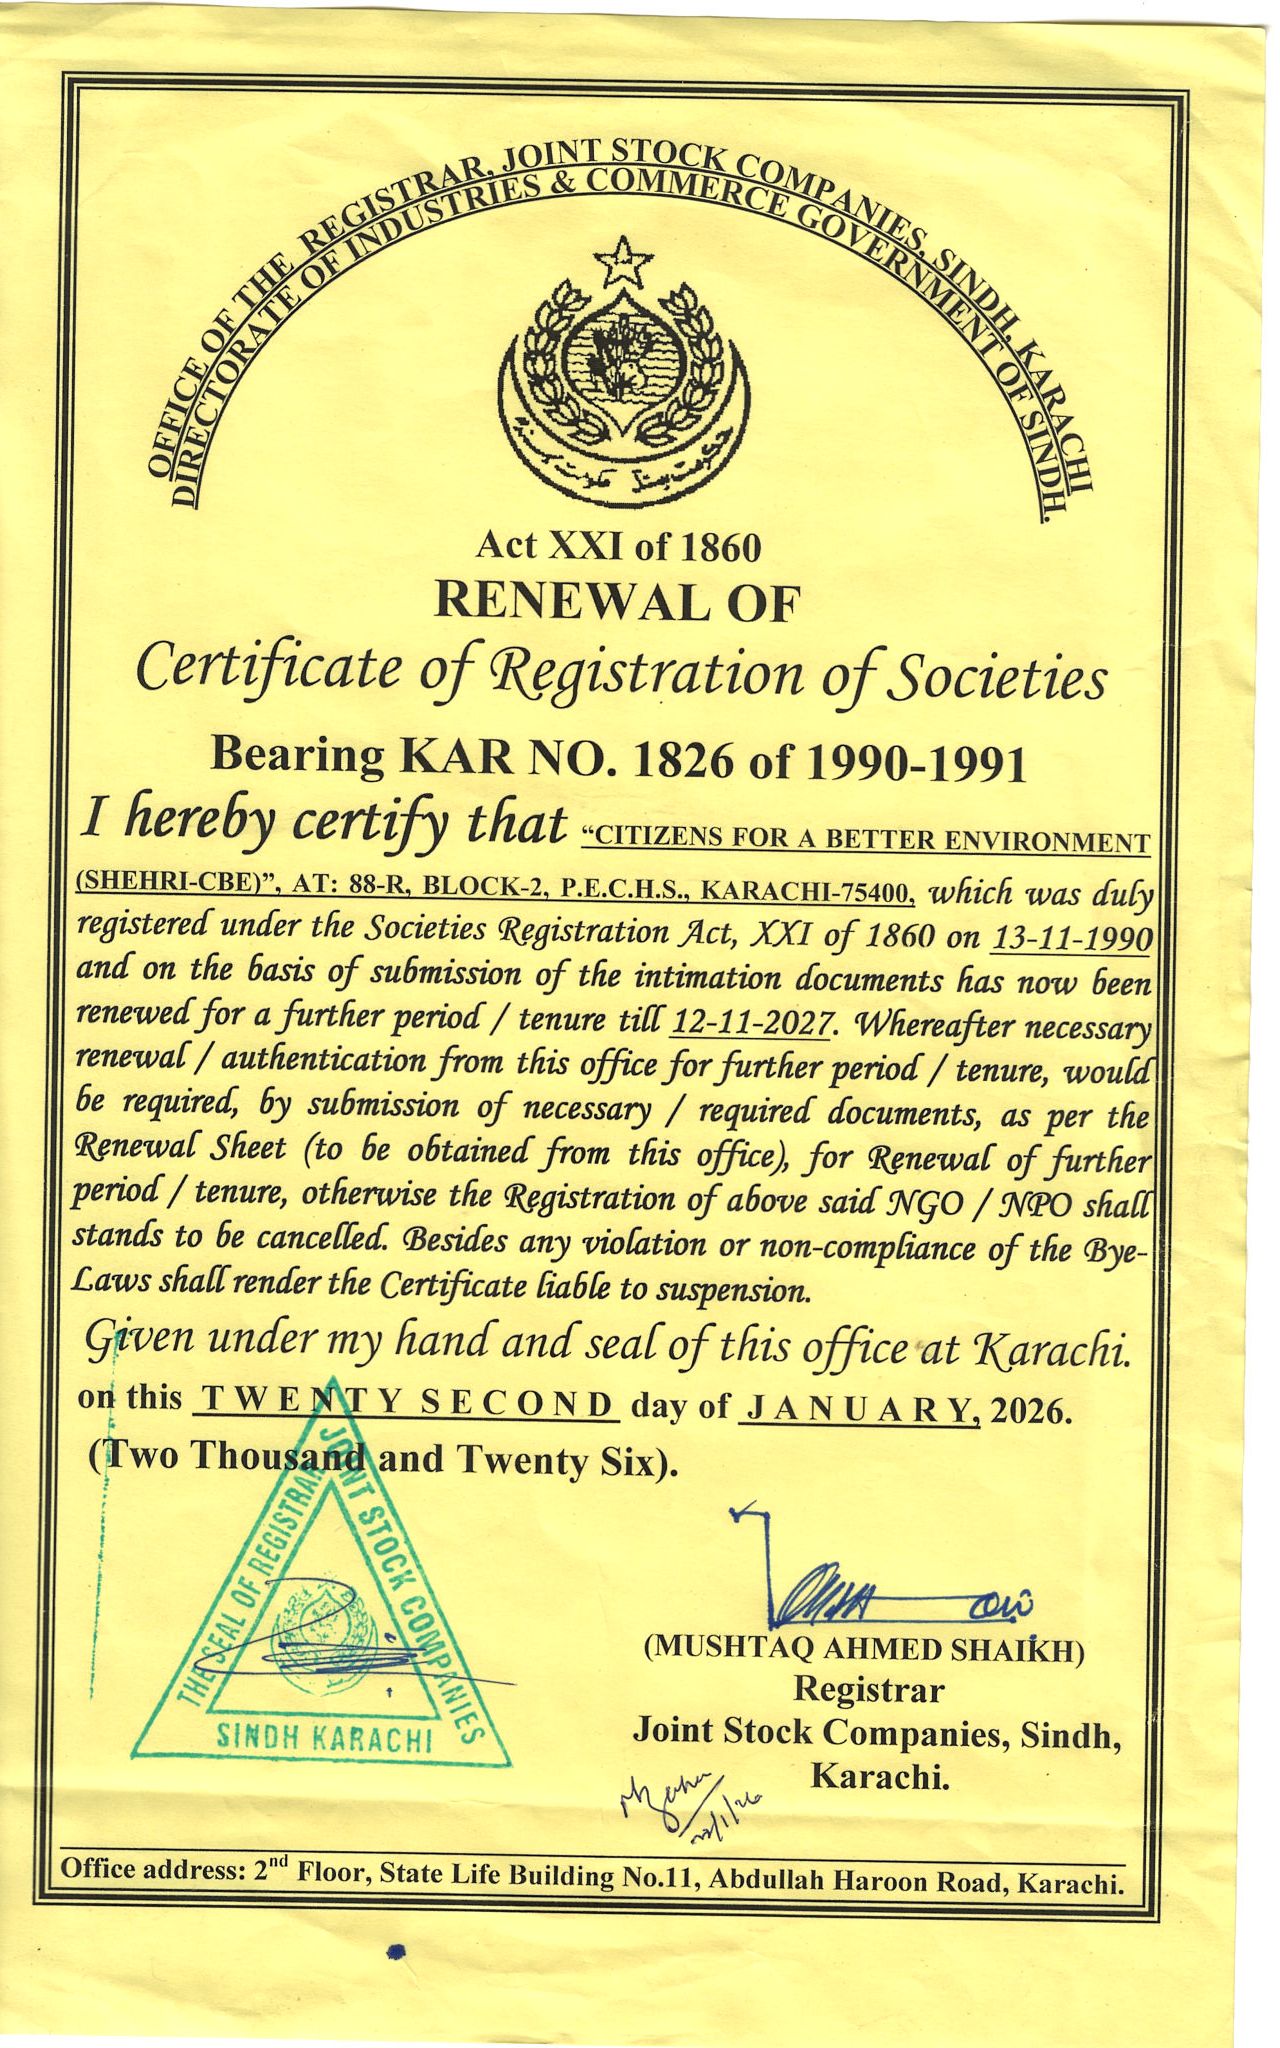 OFFICE OF THE REGISTRAR, JOINT STOCK COMPANIES, SINDH, KARACHI
DIRECTORATE OF INDUSTRIES & COMMERCE GOVERNMENT OF SINDH.
Act XXI of 1860
RENEWAL OF
Certificate of Registration of Societies
Bearing KAR NO. 1826 of 1990-1991
I hereby certify that “CITIZENS FOR A BETTER ENVIRONMENT
(SHEHRI-CBE)”, AT: 88-R, BLOCK-2, P.E.C.H.S., KARACHI-75400, which was duly
registered under the Societies Registration Act, XXI of 1860 on 13-11-1990
and on the basis of submission of the intimation documents has now been
renewed for a further period / tenure till 12-11-2027. Whereafter necessary
renewal / authentication from this office for further period / tenure, would
be required, by submission of necessary / required documents, as per the
Renewal Sheet (to be obtained from this office), for Renewal of further
period / tenure, otherwise the Registration of above said NGO / NPO shall
stands to be cancelled. Besides any violation or non-compliance of the Bye-
Laws shall render the Certificate liable to suspension.
Given under my hand and seal of this office at Karachi.
on this TWENTY SECOND day of JANUARY, 2026.
(Two Thousand and Twenty Six).
THE SEAL OF REGISTRAR JOINT STOCK COMPANIES
SINDH KARACHI
(MUSHTAQ AHMED SHAIKH)
Registrar
Joint Stock Companies, Sindh,
Karachi.
22/1/26
Office address: 2nd Floor, State Life Building No.11, Abdullah Haroon Road, Karachi.